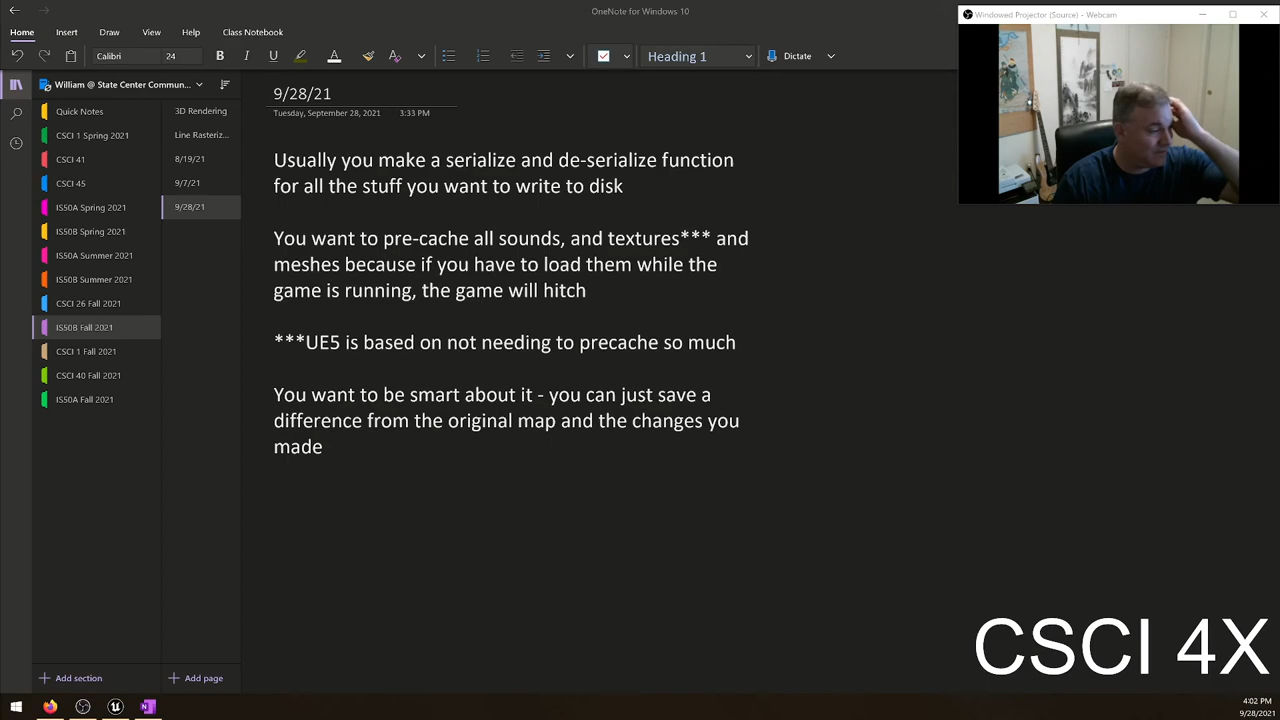 OneNote for Windows 10
Windowed Projector (Source) - Webcam
Home
Insert
Draw
View
Help
Class Notebook
Calibri
24
B
I
U
A
Heading 1
Dictate
William @ State Center Commun...
Quick Notes
CSCI 1 Spring 2021
CSCI 41
CSCI 45
IS50A Spring 2021
IS50B Spring 2021
IS50A Summer 2021
IS50B Summer 2021
CSCI 26 Fall 2021
IS50B Fall 2021
CSCI 1 Fall 2021
CSCI 40 Fall 2021
IS50A Fall 2021
Add section
3D Rendering
Line Rasteriz...
8/19/21
9/7/21
9/28/21
Add page
9/28/21
Tuesday, September 28, 2021 3:33 PM
Usually you make a serialize and de-serialize function
for all the stuff you want to write to disk
You want to pre-cache all sounds, and textures*** and
meshes because if you have to load them while the
game is running, the game will hitch
***UE5 is based on not needing to precache so much
You want to be smart about it - you can just save a
difference from the original map and the changes you
made
CSCI 4X
4:02 PM
9/28/2021